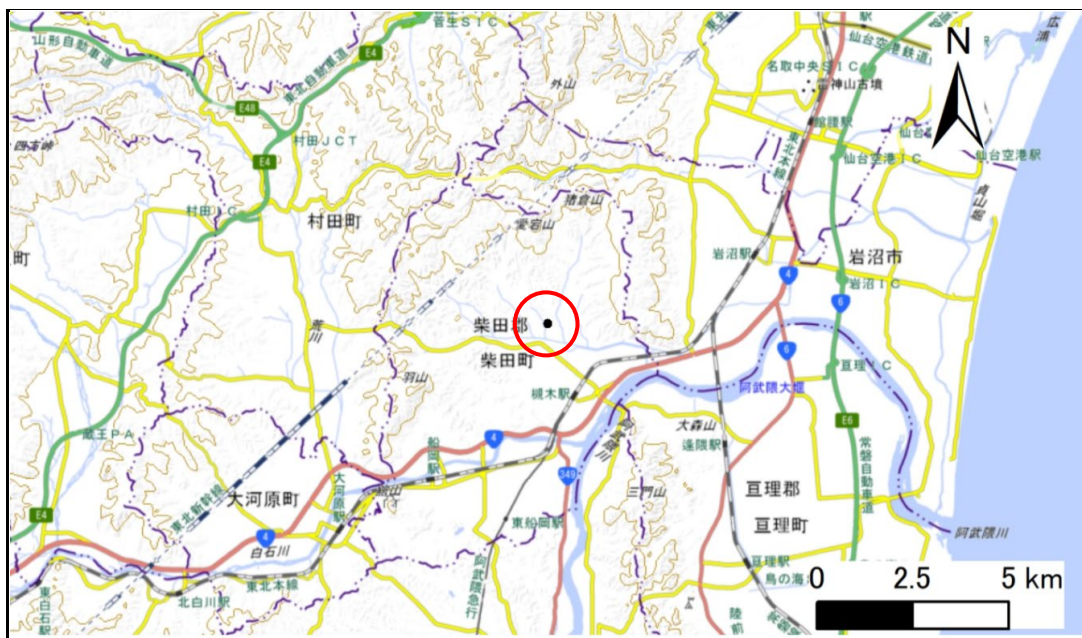 菅生SIC
E4
山形自動車道
東北自動車道
E48
村田JCT
四方峠
E4
村田IC
村田町
町
外山
猪倉山
愛宕山
名取中央SIC
雷神山古墳
館腰駅
東北本線
仙台空港鉄道
広浦
N
仙台空港IC
仙台空港駅
貞山堀
岩沼駅
岩沼市
4
岩沼IC
6
荒川
柴田郡
柴田町
羽山
6
亘理IC
阿武隈大堰
槻木駅
大森山
逢隈駅
阿武隈川
E6
常磐自動車道
蔵王PA
船岡駅
4
349
大河原町
大河原駅
東北新幹線
E4
4
白石川
東北本線
北白川駅
東白石駅
東船岡駅
三門山
亘理郡
亘理町
阿武隈川
阿武隈急行
亘理駅
鳥の海
0 2.5 5 km